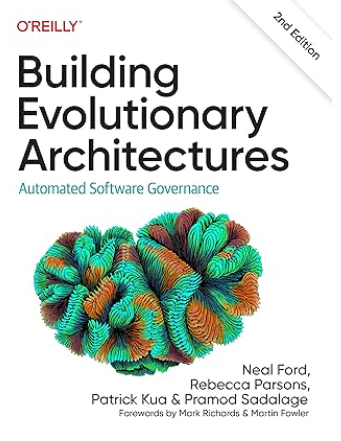 O'REILLY®
2nd Edition
Building
Evolutionary
Architectures
Automated Software Governance
Neal Ford,
Rebecca Parsons,
Patrick Kua & Pramod Sadalage
Forewords by Mark Richards & Martin Fowler